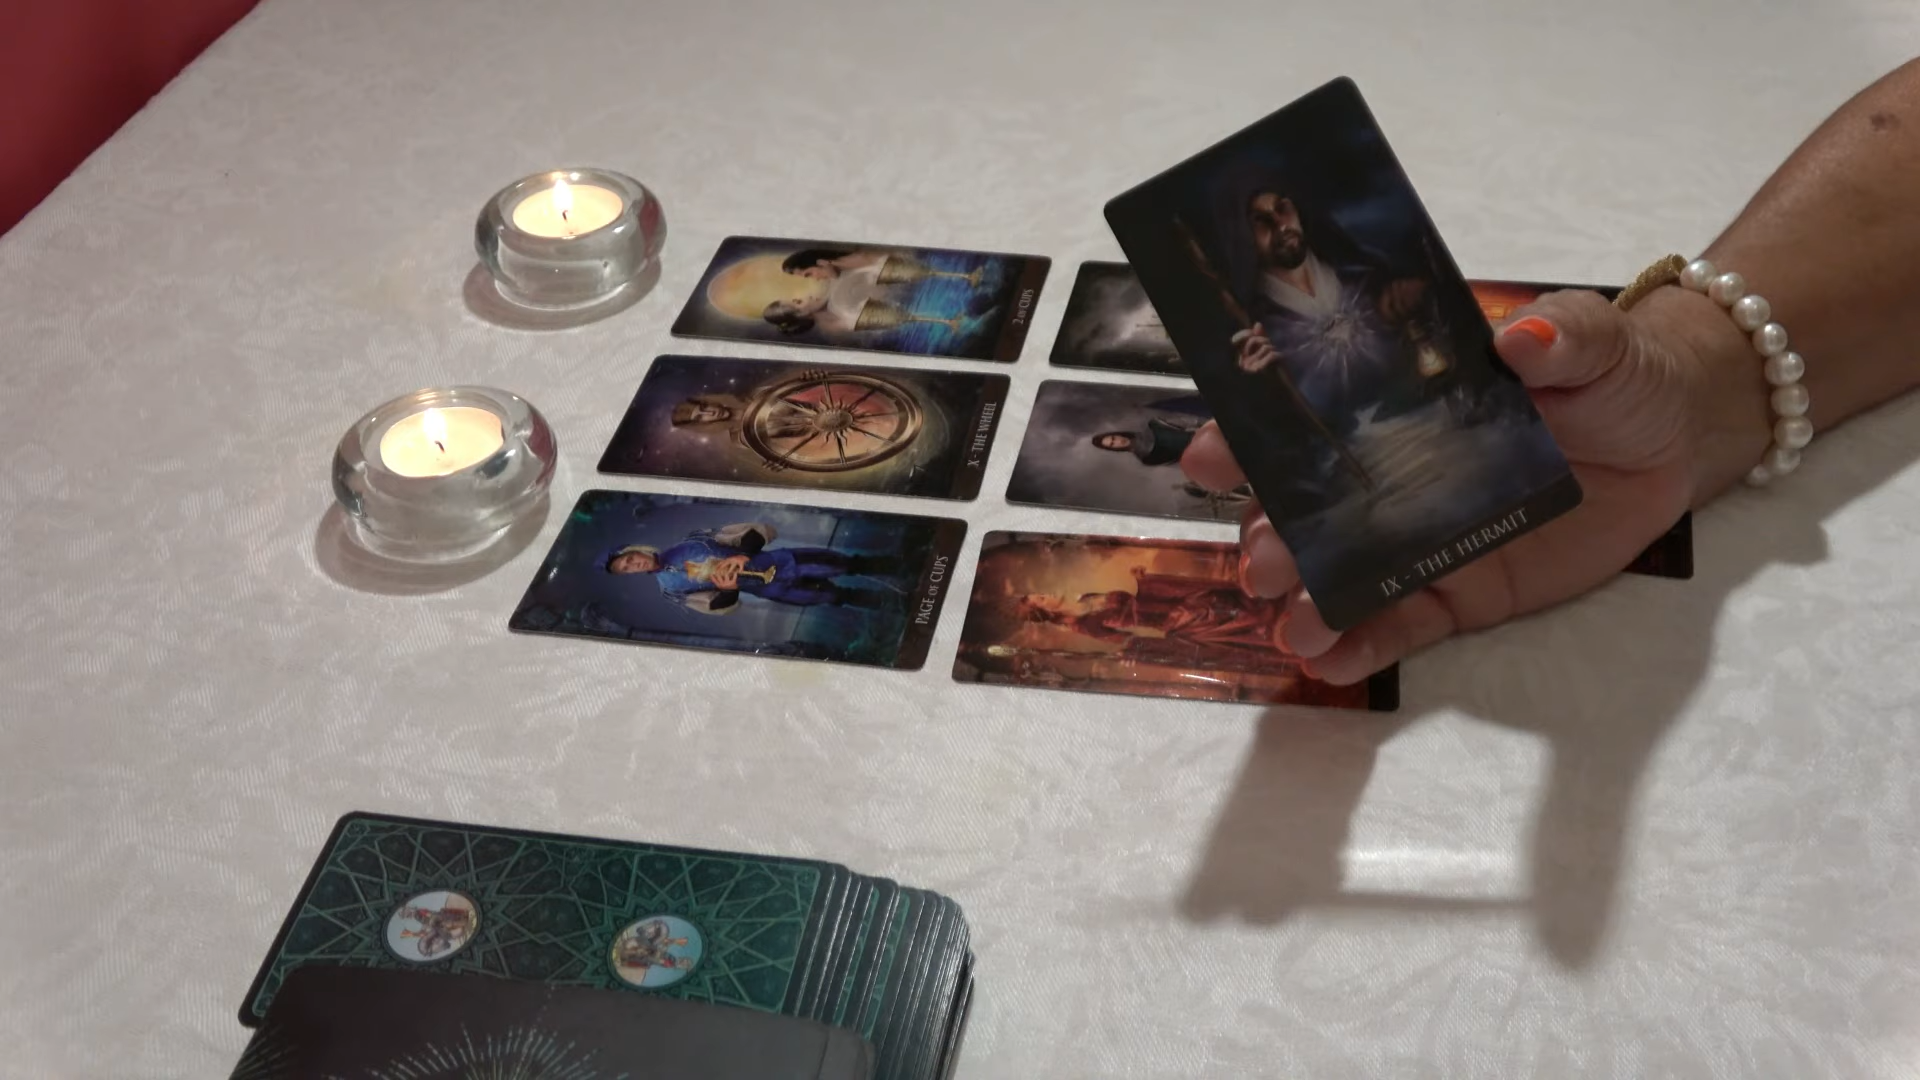 2 OF CUPS
X - THE WHEEL
PAGE OF CUPS
IX - THE HERMIT